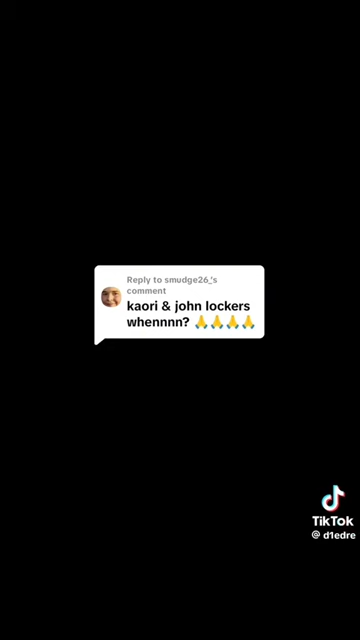 Reply to smudge26_'s
comment
kaori & john lockers
whennnn? 🙏🙏🙏🙏
TikTok
@ d1edre